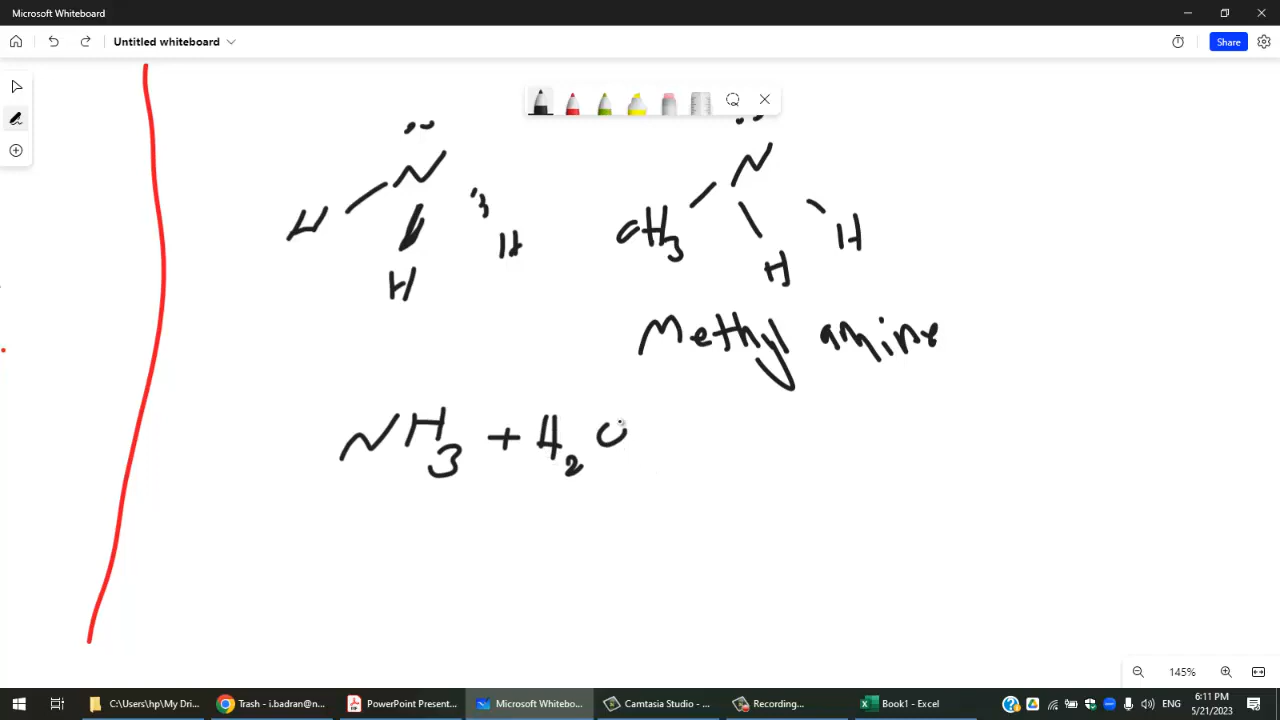 Microsoft Whiteboard
Untitled whiteboard
Share
N
N
H
H
H
CH3
H
H
Methyl amine
NH3 + H2O
145%
C:\Users\hp\My Dri...
Trash - i.badran@n...
PowerPoint Present...
Microsoft Whitebo...
Camtasia Studio - ...
Recording...
Book1 - Excel
ENG
6:11 PM
5/21/2023